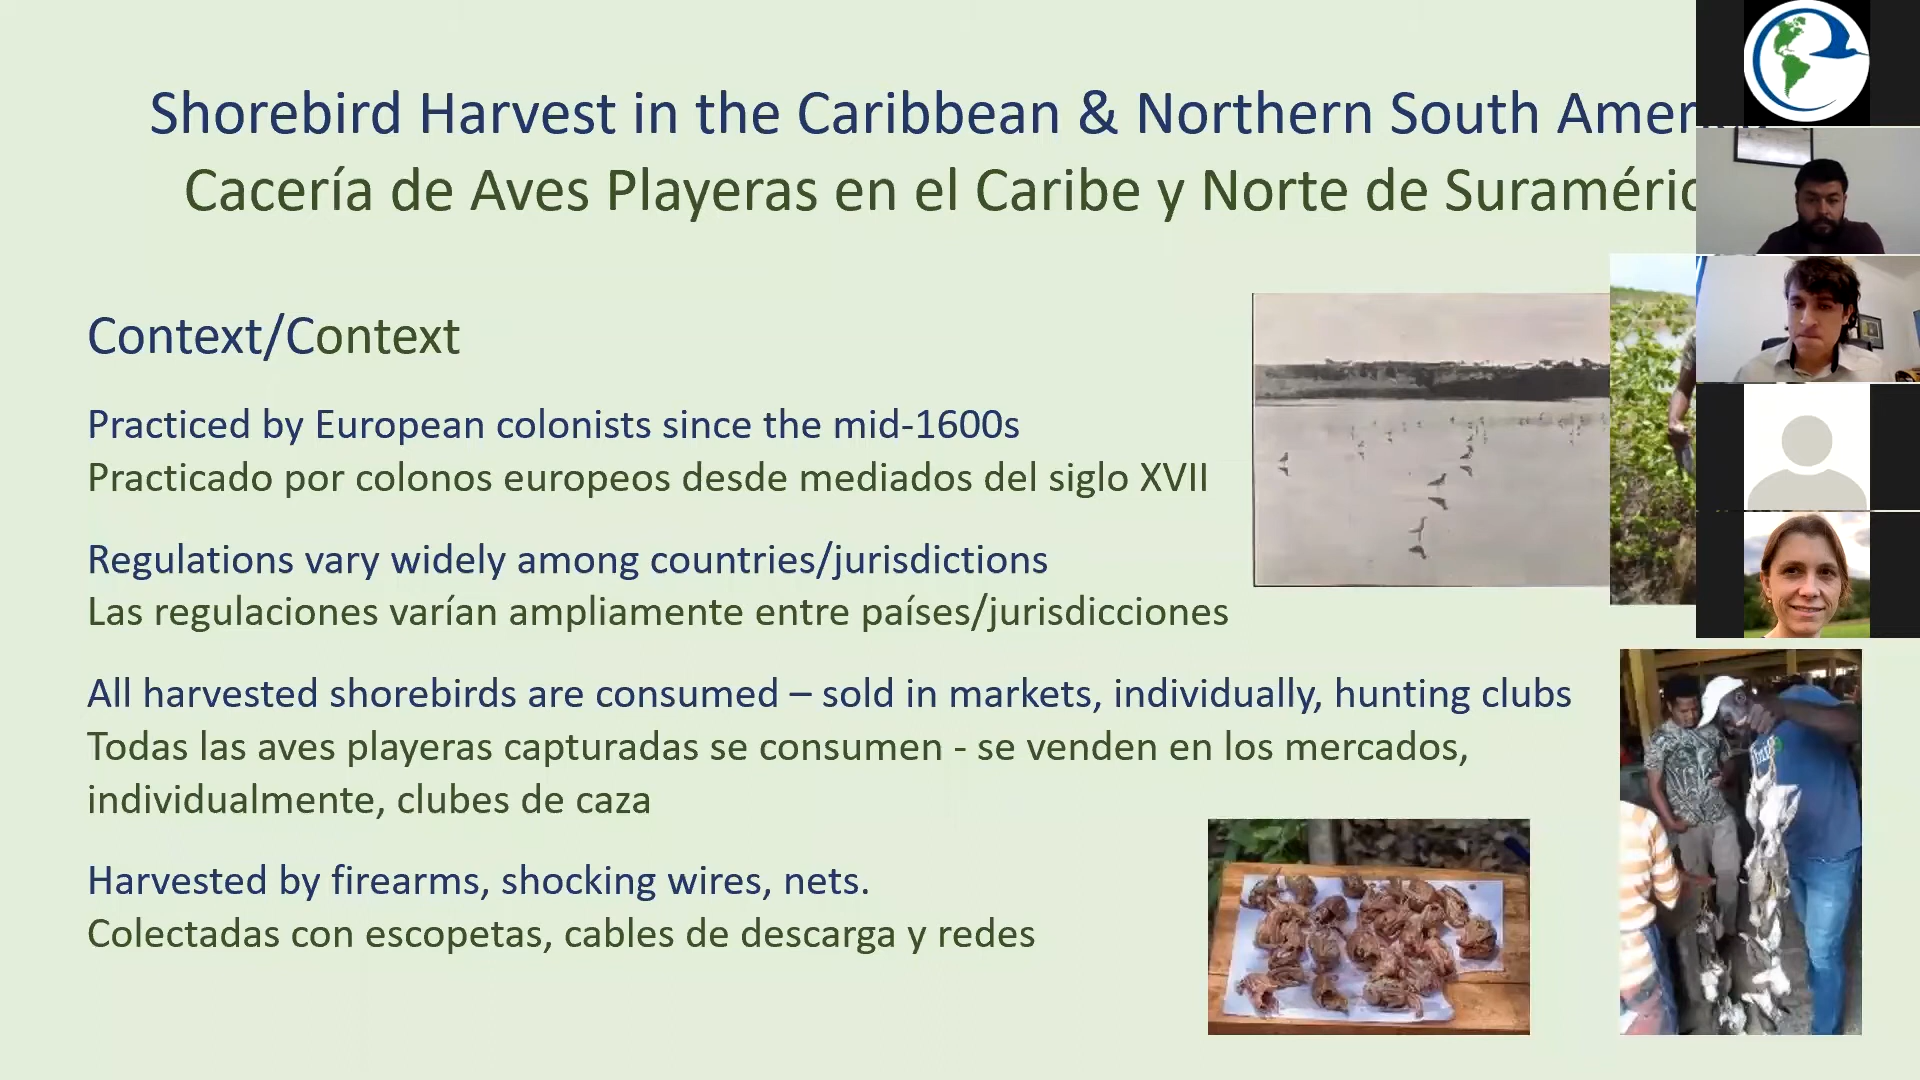 Shorebird Harvest in the Caribbean & Northern South Amer
Cacería de Aves Playeras en el Caribe y Norte de Suraméric
Context/Context
Practiced by European colonists since the mid-1600s
Practicado por colonos europeos desde mediados del siglo XVII
Regulations vary widely among countries/jurisdictions
Las regulaciones varían ampliamente entre países/jurisdicciones
All harvested shorebirds are consumed – sold in markets, individually, hunting clubs
Todas las aves playeras capturadas se consumen - se venden en los mercados,
individualmente, clubes de caza
Harvested by firearms, shocking wires, nets.
Colectadas con escopetas, cables de descarga y redes